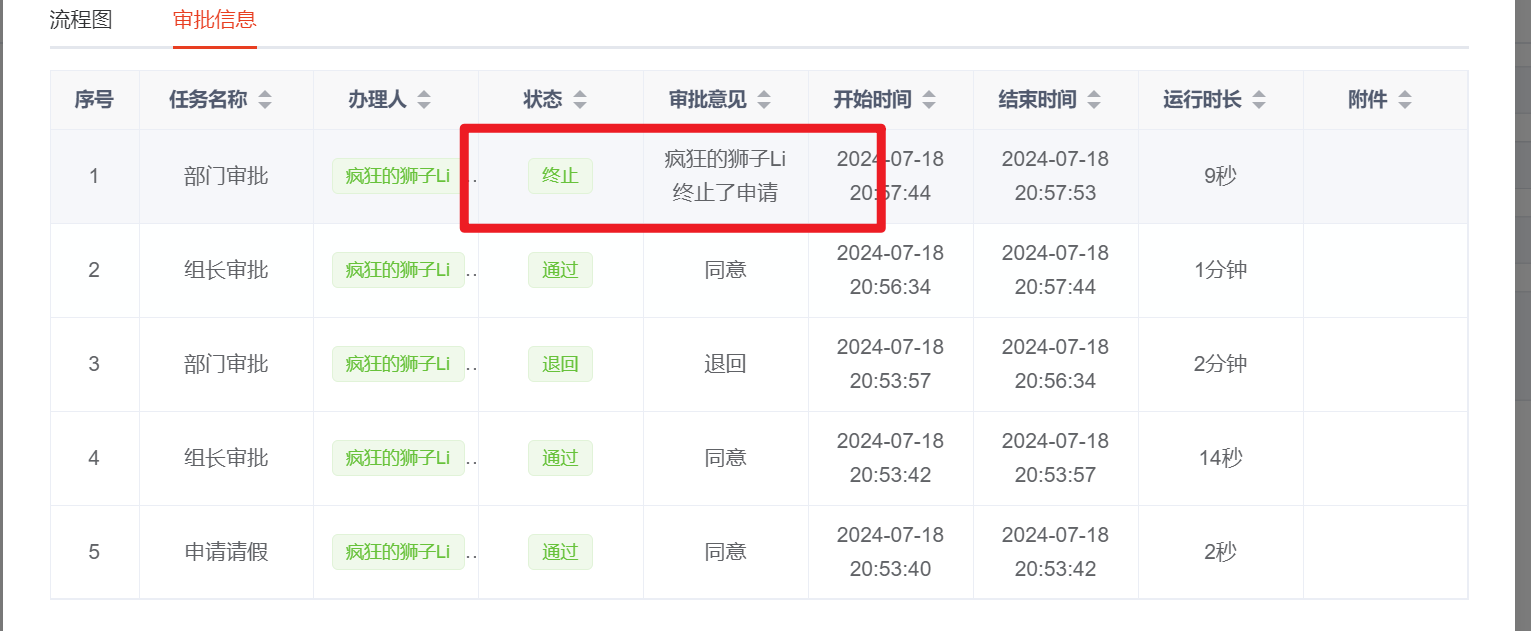 流程图 审批信息
序号 任务名称 办理人 状态 审批意见 开始时间 结束时间 运行时长 附件
1 部门审批 疯狂的狮子Li .. 终止 疯狂的狮子Li 2024-07-18 2024-07-18 9秒
终止了申请 20:57:44 20:57:53
2 组长审批 疯狂的狮子Li .. 通过 同意 2024-07-18 2024-07-18 1分钟
20:56:34 20:57:44
3 部门审批 疯狂的狮子Li .. 退回 退回 2024-07-18 2024-07-18 2分钟
20:53:57 20:56:34
4 组长审批 疯狂的狮子Li .. 通过 同意 2024-07-18 2024-07-18 14秒
20:53:42 20:53:57
5 申请请假 疯狂的狮子Li .. 通过 同意 2024-07-18 2024-07-18 2秒
20:53:40 20:53:42